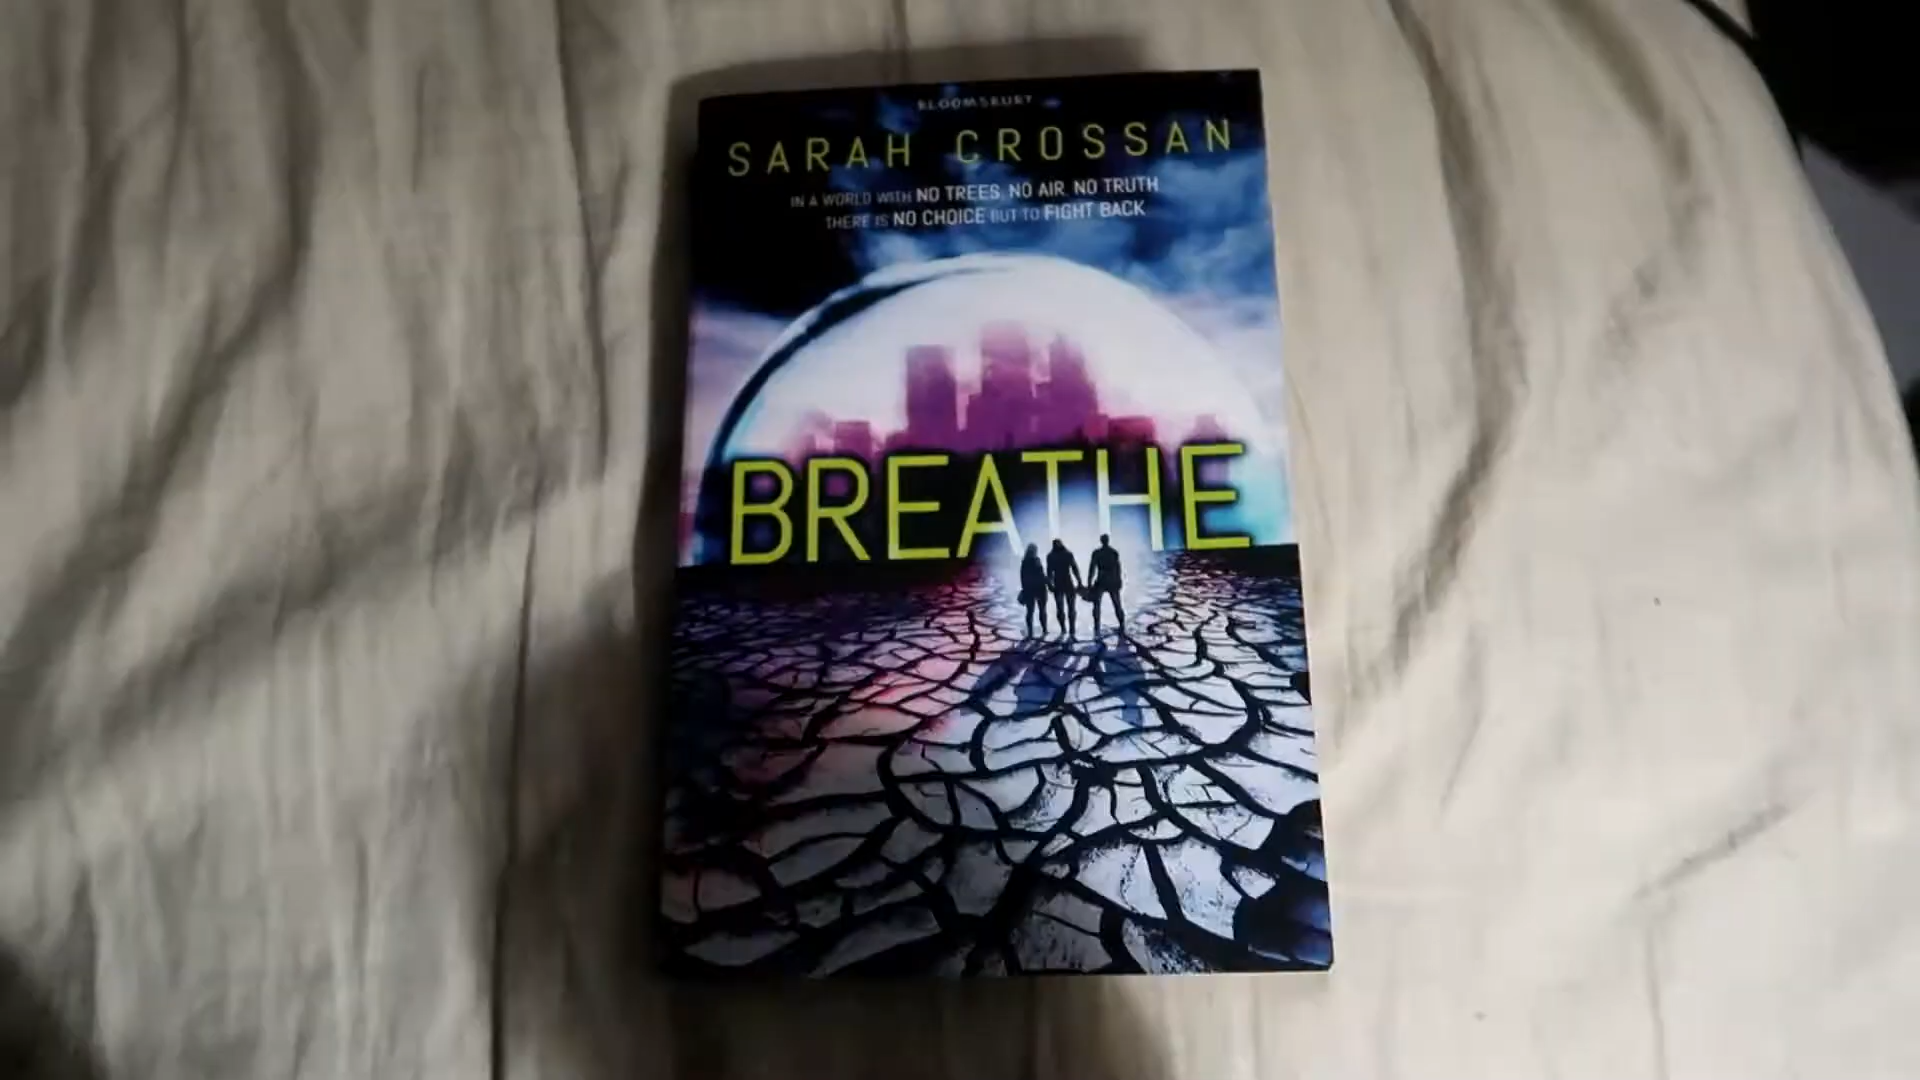 BLOOMSBURY
SARAH CROSSAN
IN A WORLD WITH NO TREES, NO AIR, NO TRUTH
THERE IS NO CHOICE BUT TO FIGHT BACK
BREATHE